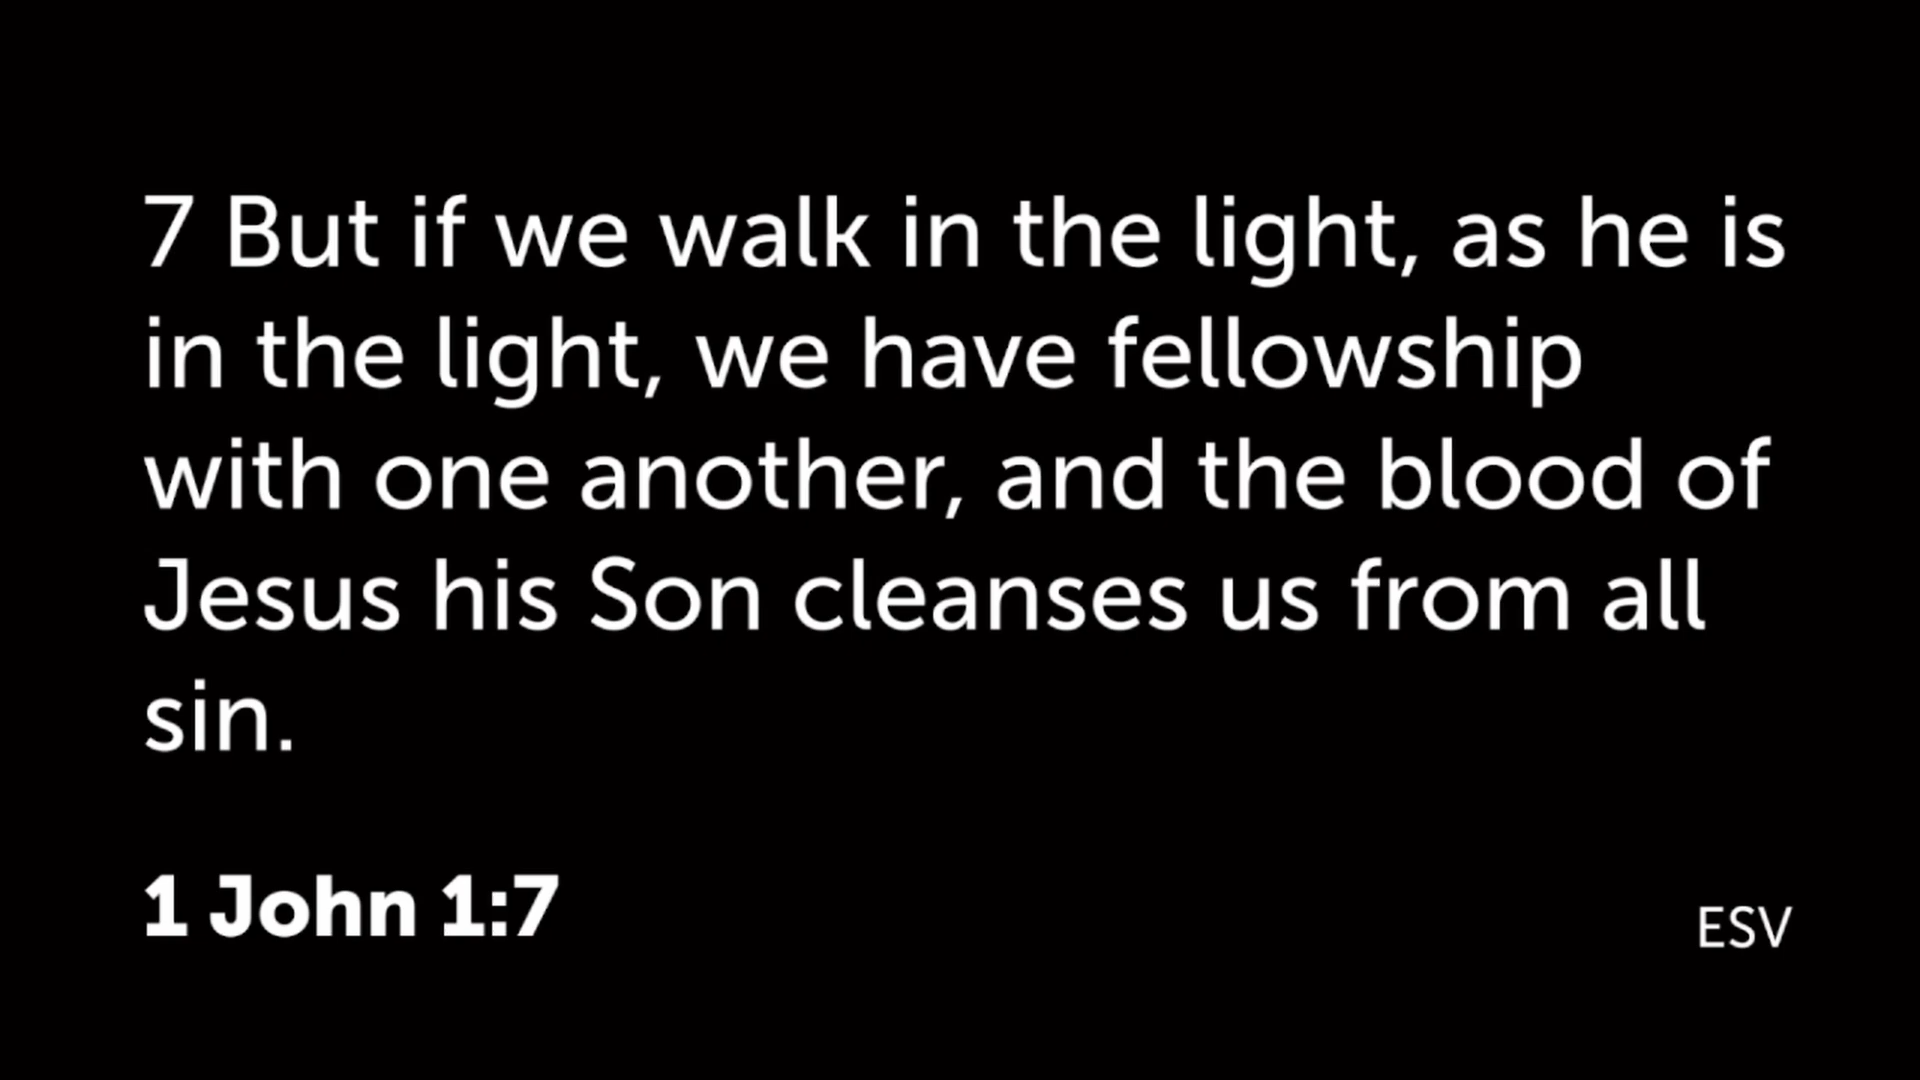 7 But if we walk in the light, as he is
in the light, we have fellowship
with one another, and the blood of
Jesus his Son cleanses us from all
sin.
1 John 1:7
ESV